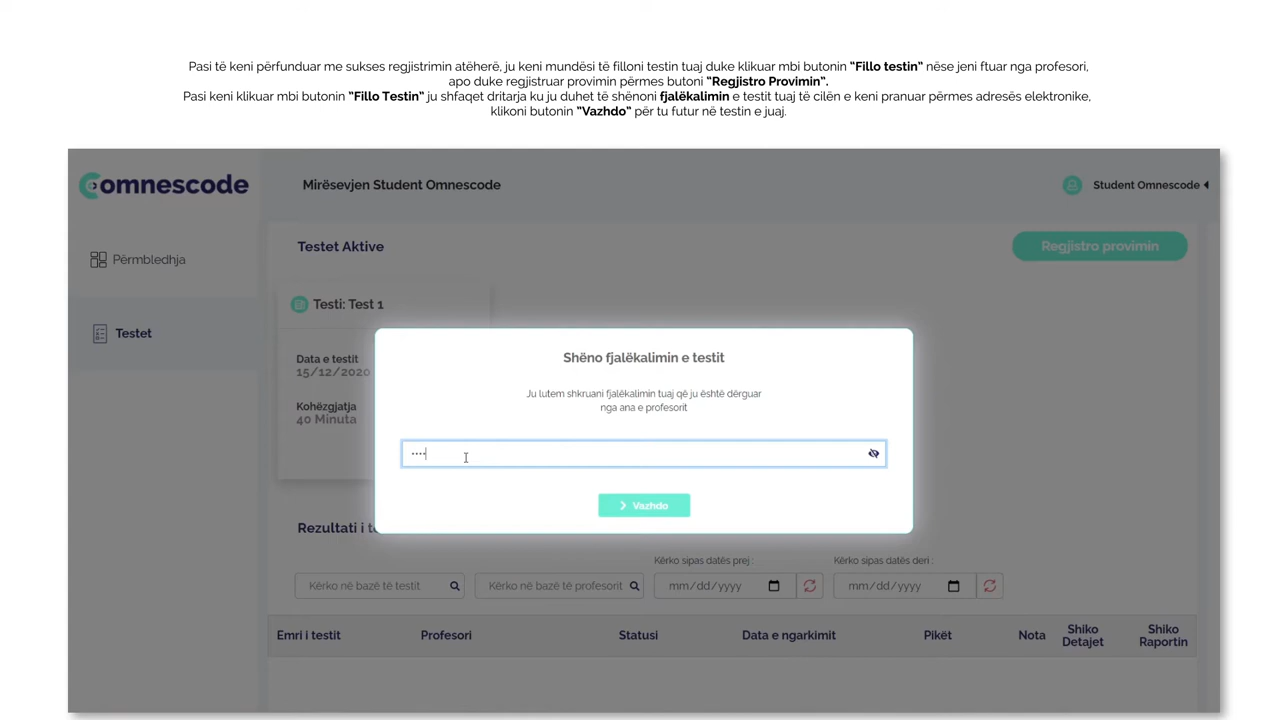 Pasi të keni përfunduar me sukses regjistrimin atëherë, ju keni mundësi të filloni testin tuaj duke klikuar mbi butonin "Fillo testin" nëse jeni ftuar nga profesori,
apo duke regjistruar provimin përmes butoni "Regjistro Provimin".
Pasi keni klikuar mbi butonin "Fillo Testin" ju shfaqet dritarja ku ju duhet të shënoni fjalëkalimin e testit tuaj të cilën e keni pranuar përmes adresës elektronike,
klikoni butonin "Vazhdo" për tu futur në testin e juaj.
omnescode
Mirësevjen Student Omnescode
Student Omnescode
Përmbledhja
Testet
Testet Aktive
Regjistro provimin
Testi: Test 1
Data e testit
15/12/2020
Kohëzgjatja
40 Minuta
Shëno fjalëkalimin e testit
Ju lutem shkruani fjalëkalimin tuaj që ju është dërguar
nga ana e profesorit
Vazhdo
Rezultati i
Kërko sipas datës prej :
Kërko sipas datës deri :
Kërko në bazë të testit
Kërko në bazë të profesorit
mm/dd/yyyy
mm/dd/yyyy
Emri i testit
Profesori
Statusi
Data e ngarkimit
Pikët
Nota
Shiko
Detajet
Shiko
Raportin